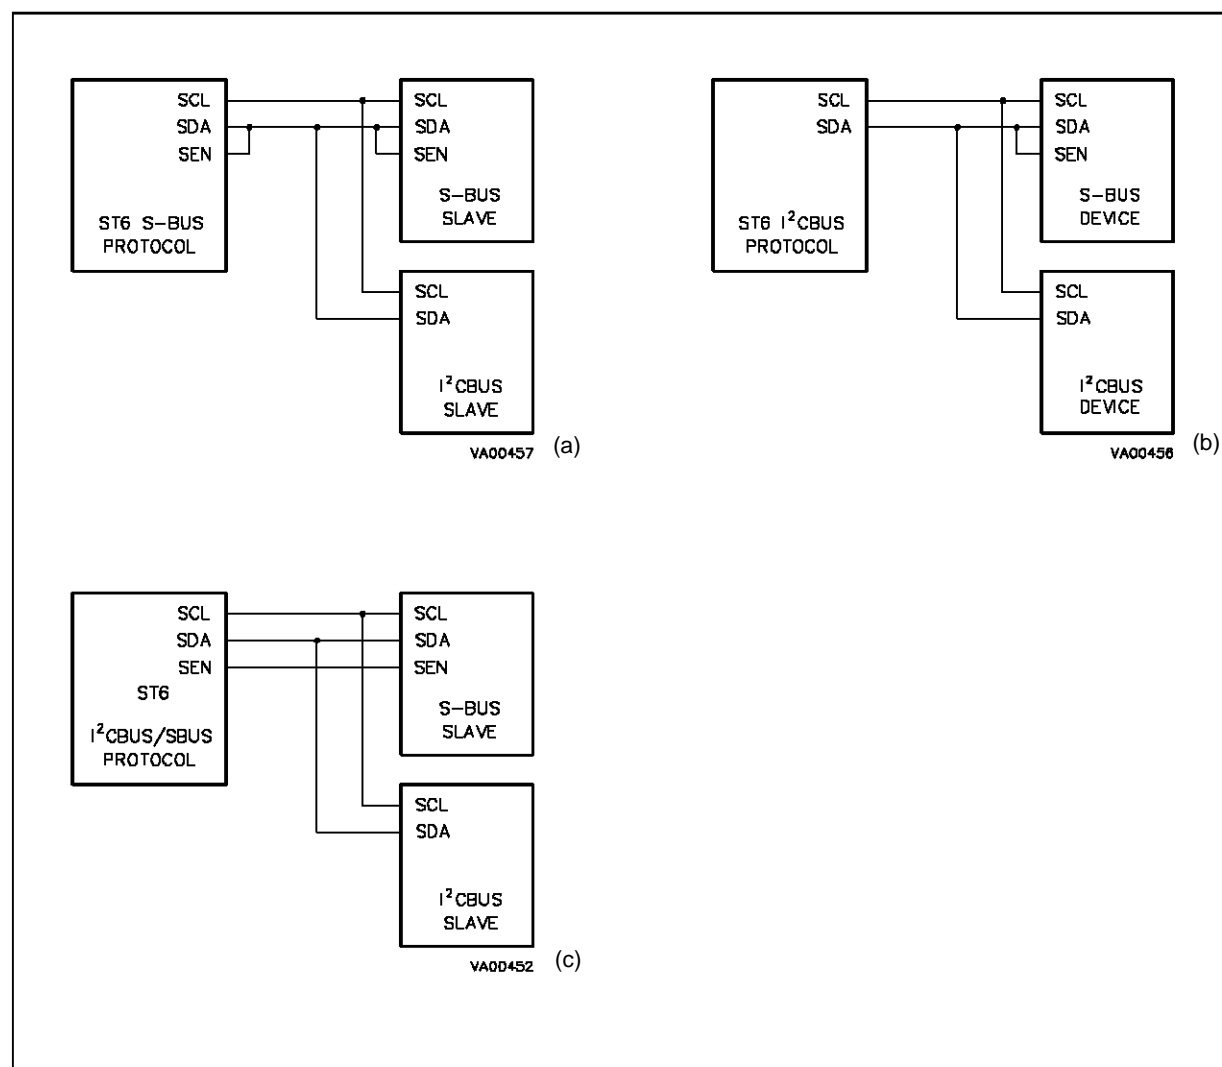 SCL
SDA
SEN
ST6 S-BUS
PROTOCOL
SCL
SDA
SEN
S-BUS
SLAVE
SCL
SDA
I²CBUS
SLAVE
VA00457
(a)
SCL
SDA
ST6 I²CBUS
PROTOCOL
SCL
SDA
SEN
S-BUS
DEVICE
SCL
SDA
I²CBUS
DEVICE
VA00456
(b)
SCL
SDA
SEN
ST6
I²CBUS/SBUS
PROTOCOL
SCL
SDA
SEN
S-BUS
SLAVE
SCL
SDA
I²CBUS
SLAVE
VA00452
(c)